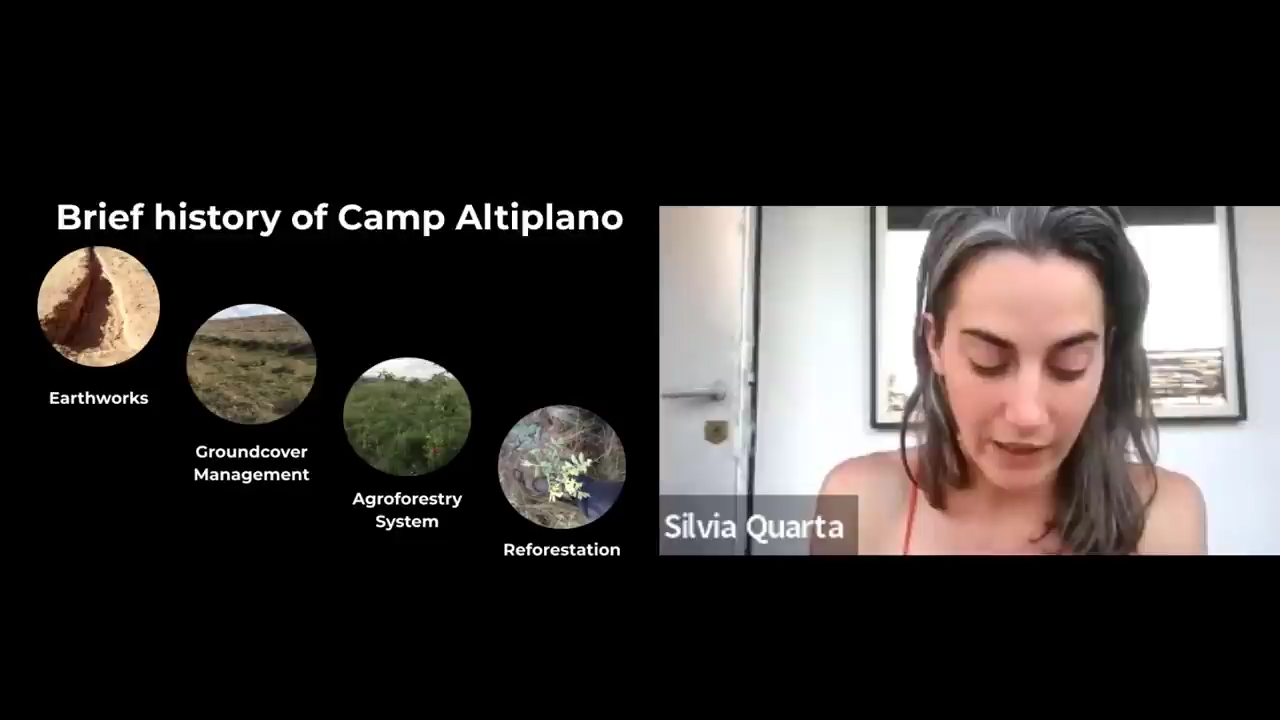 Brief history of Camp Altiplano
Earthworks
Groundcover
Management
Agroforestry
System
Reforestation
Silvia Quarta